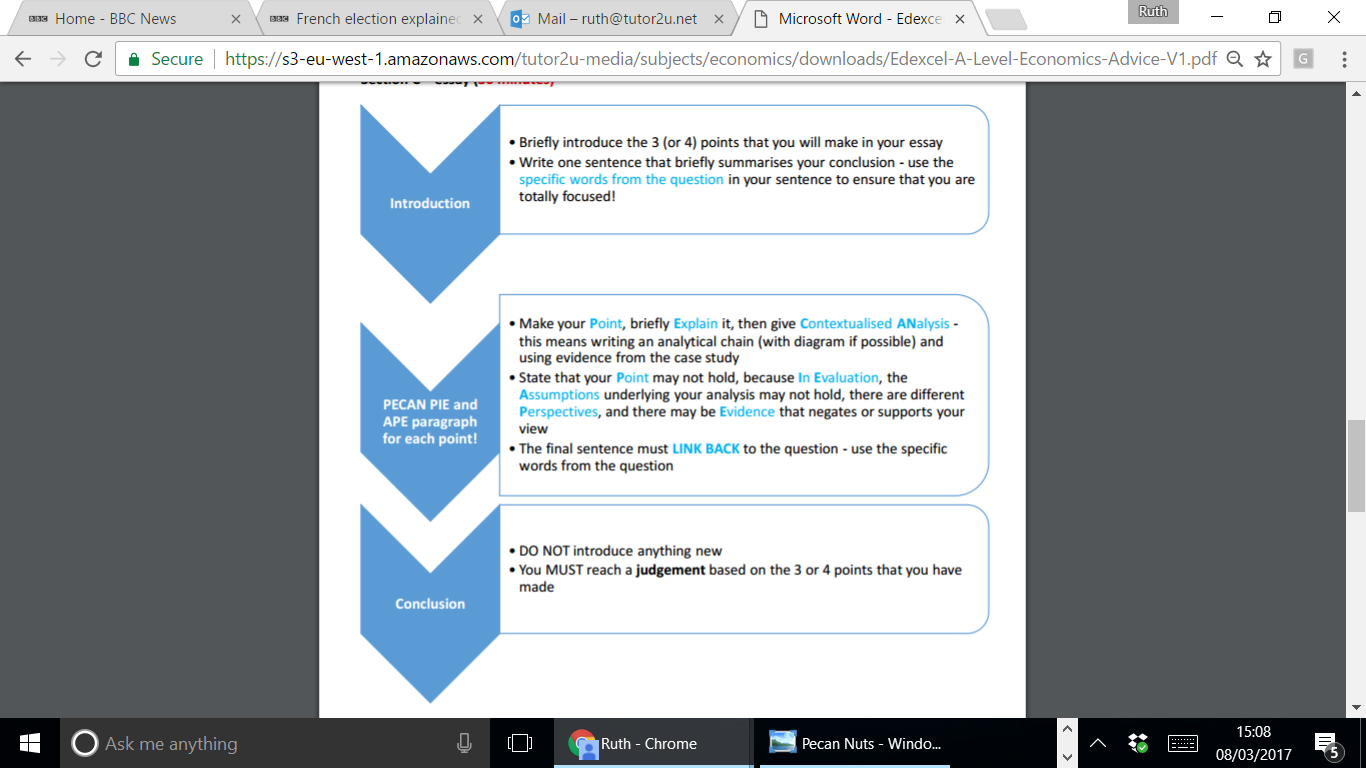 Home - BBC News
French election explained
Mail – ruth@tutor2u.net
Microsoft Word - Edexce
Ruth
Secure
https://s3-eu-west-1.amazonaws.com/tutor2u-media/subjects/economics/downloads/Edexcel-A-Level-Economics-Advice-V1.pdf
G
Introduction
• Briefly introduce the 3 (or 4) points that you will make in your essay
• Write one sentence that briefly summarises your conclusion - use the
specific words from the question in your sentence to ensure that you are
totally focused!
PECAN PIE and
APE paragraph
for each point!
• Make your Point, briefly Explain it, then give Contextualised ANalysis -
this means writing an analytical chain (with diagram if possible) and
using evidence from the case study
• State that your Point may not hold, because In Evaluation, the
Assumptions underlying your analysis may not hold, there are different
Perspectives, and there may be Evidence that negates or supports your
view
• The final sentence must LINK BACK to the question - use the specific
words from the question
Conclusion
• DO NOT introduce anything new
• You MUST reach a judgement based on the 3 or 4 points that you have
made
Ask me anything
Ruth - Chrome
Pecan Nuts - Windo...
15:08
08/03/2017
5